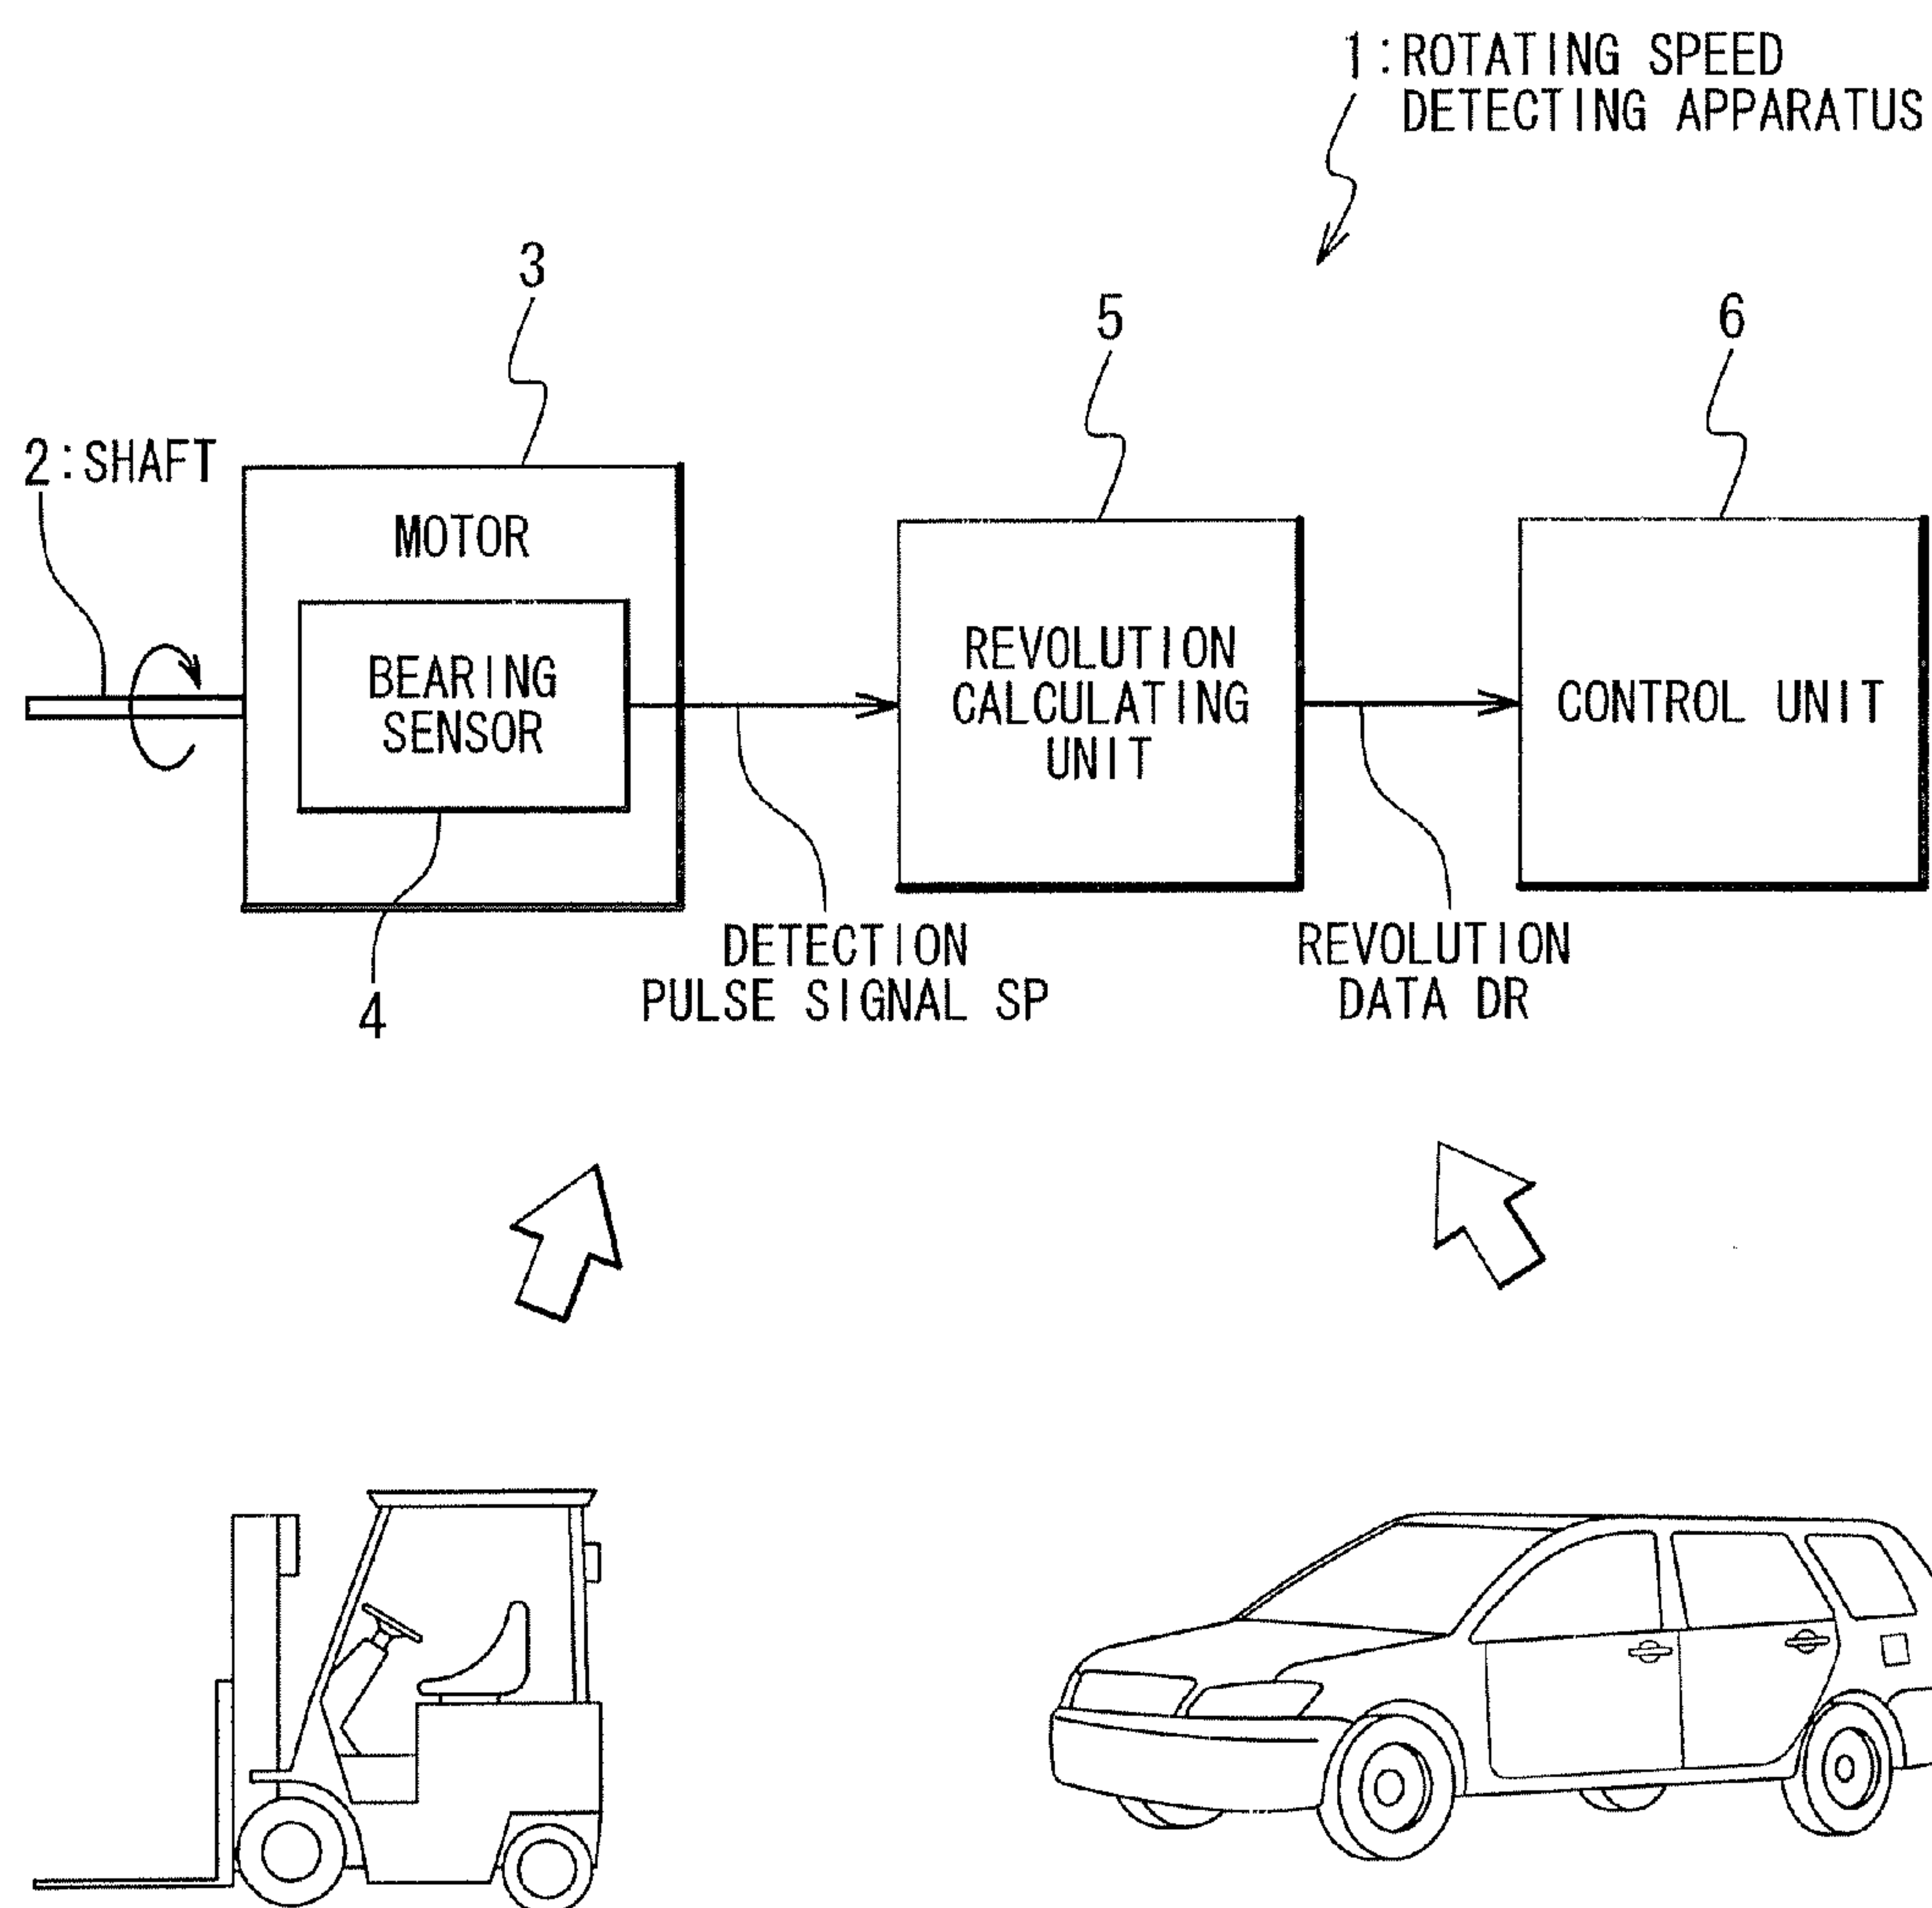 1:ROTATING SPEED
DETECTING APPARATUS
3
5
6
2:SHAFT
MOTOR
BEARING
SENSOR
REVOLUTION
CALCULATING
UNIT
CONTROL UNIT
4
DETECTION
PULSE SIGNAL SP
REVOLUTION
DATA DR